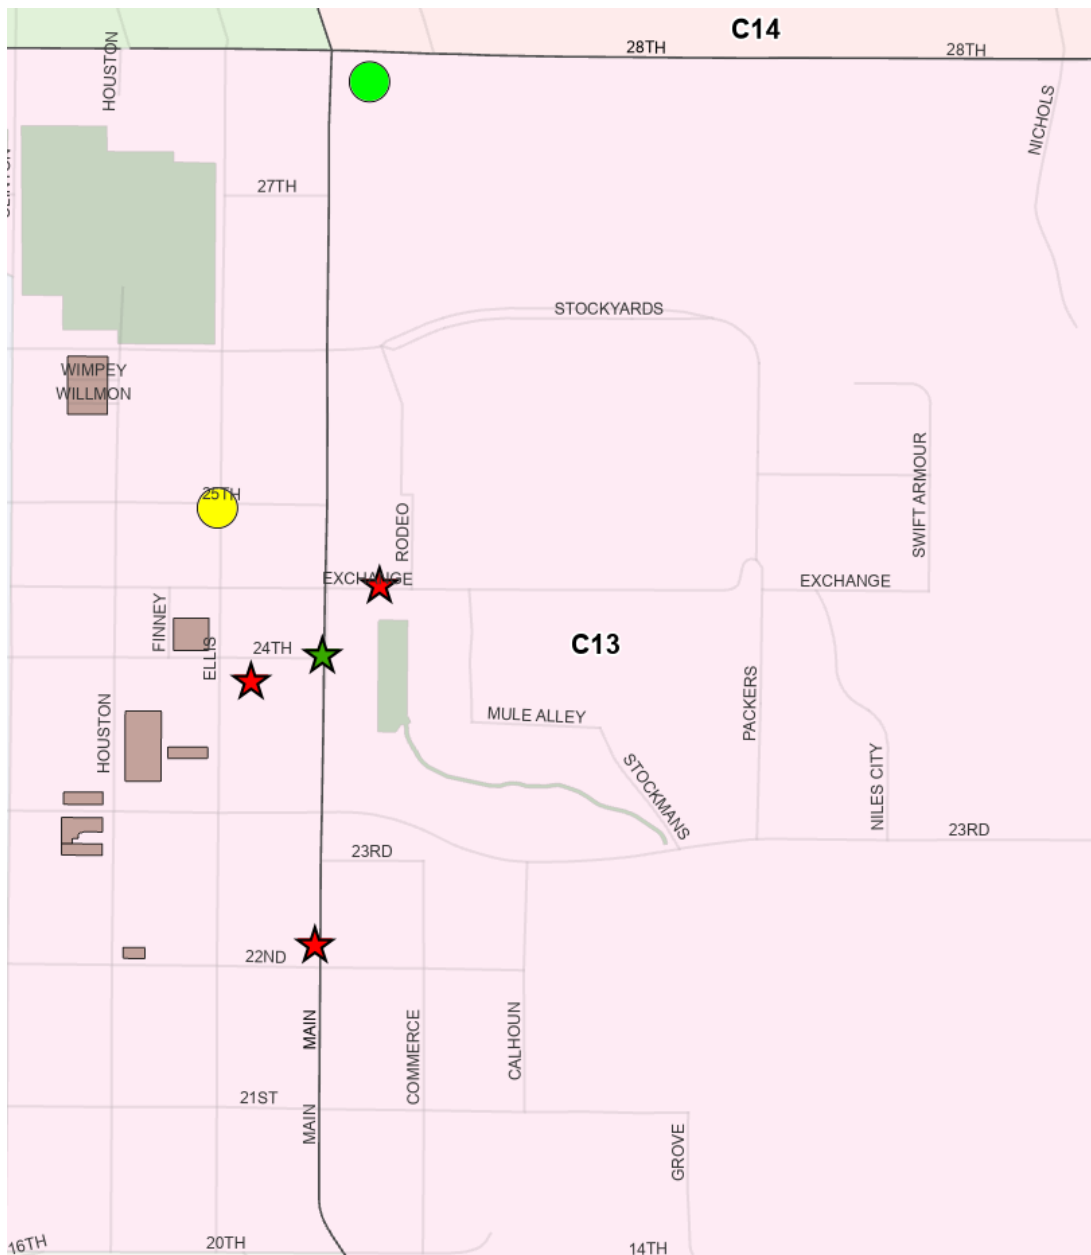 C14
28TH
28TH
HOUSTON
NICHOLS
27TH
STOCKYARDS
WIMPEY
WILLMON
25TH
SWIFT ARMOUR
RODEO
EXCHANGE
EXCHANGE
FINNEY
ELLIS
24TH
C13
PACKERS
HOUSTON
MULE ALLEY
STOCKMANS
NILES CITY
23RD
23RD
22ND
MAIN
COMMERCE
CALHOUN
21ST
MAIN
GROVE
16TH
20TH
14TH